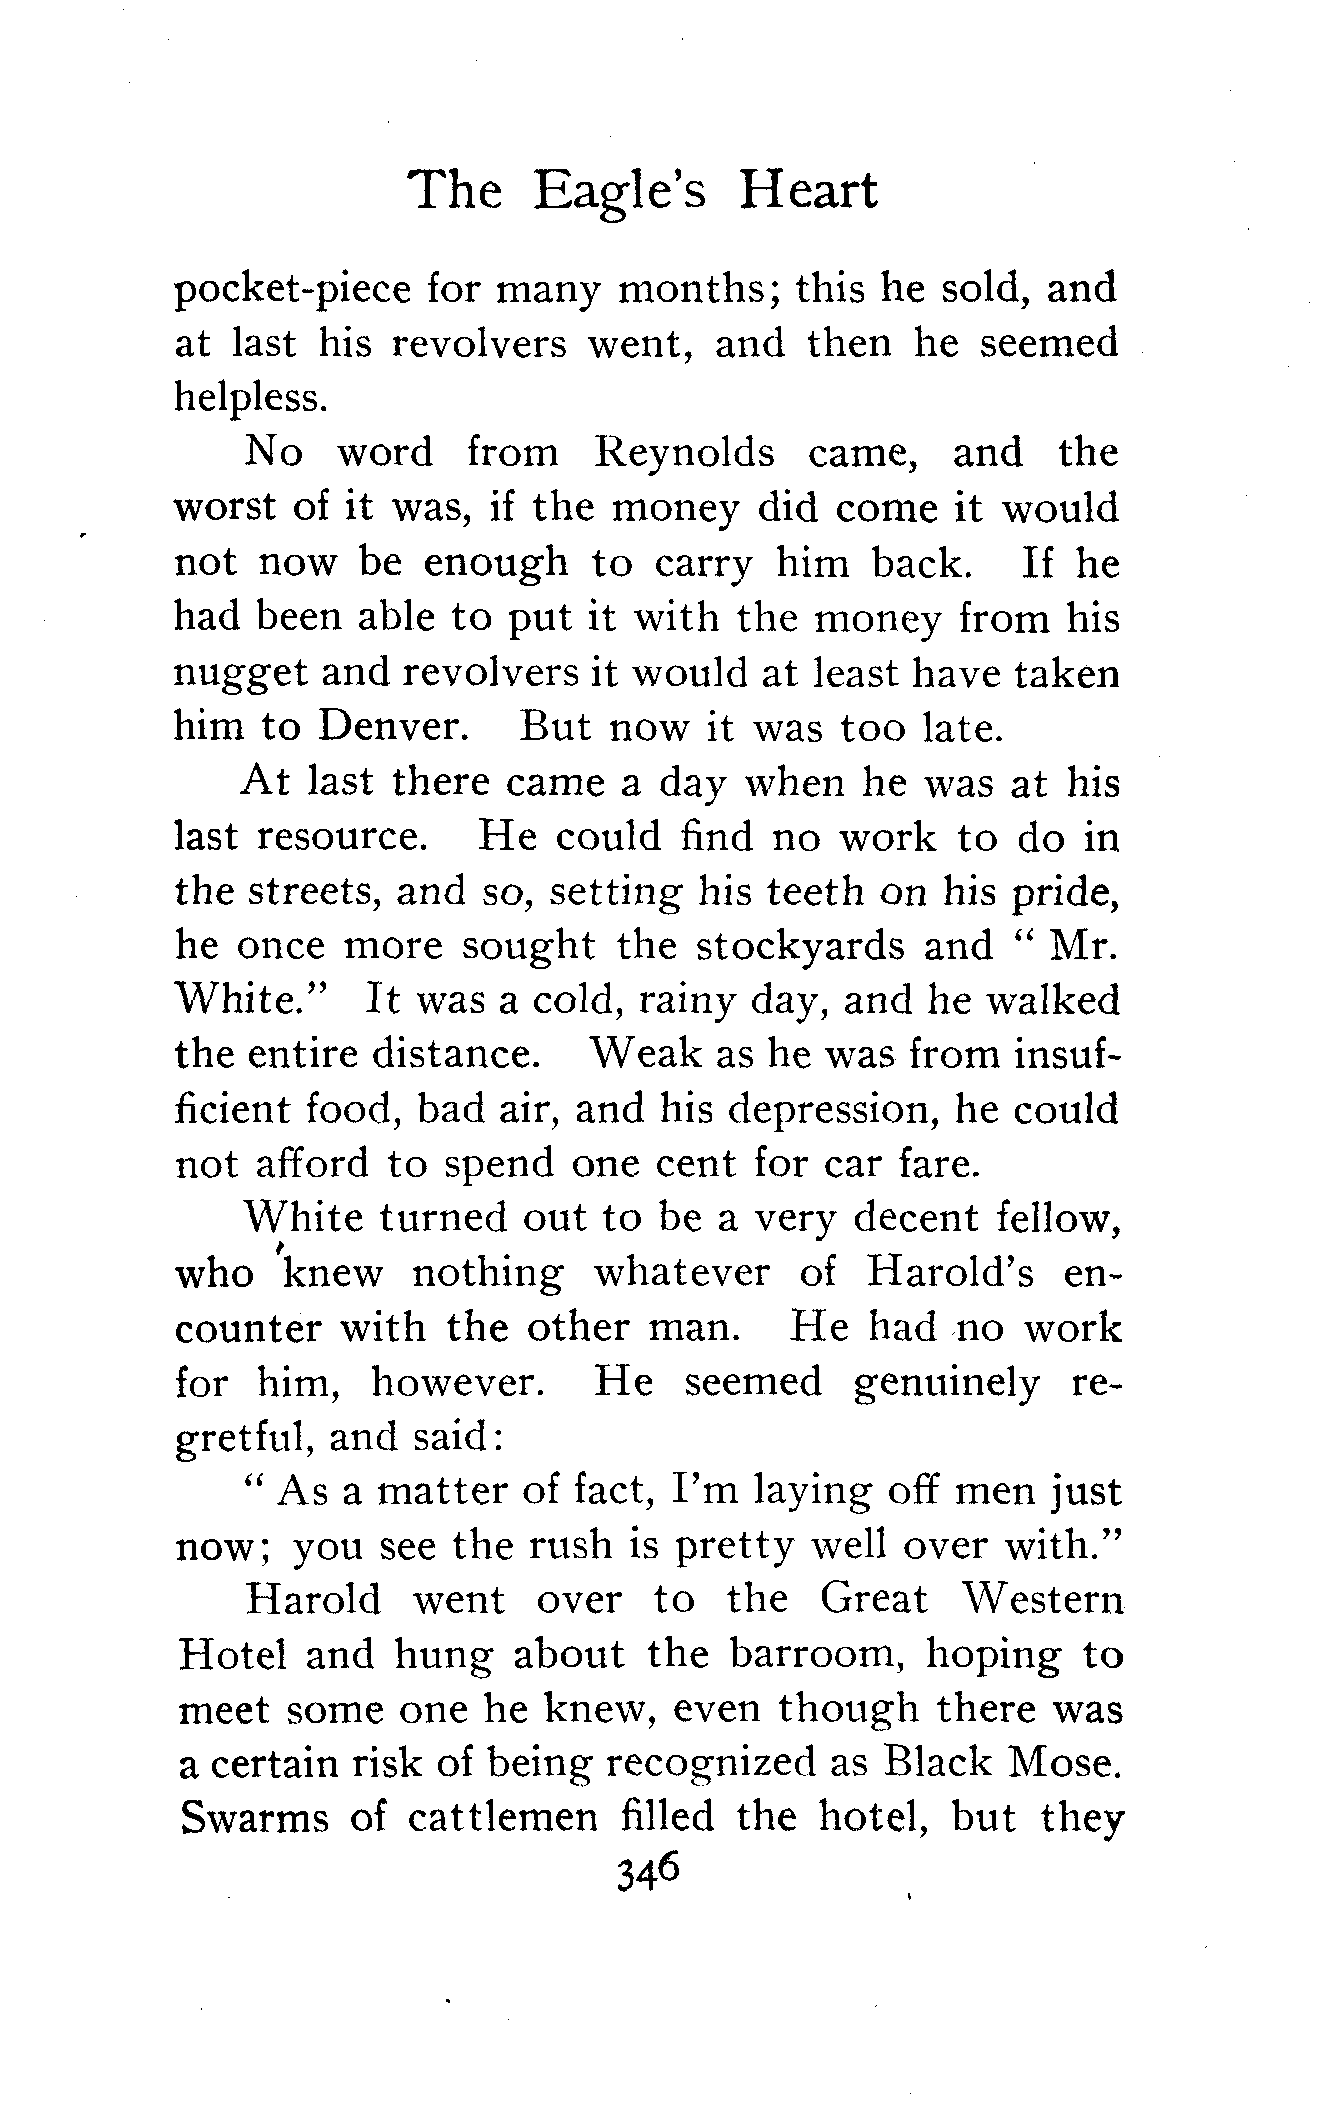 The Eagle's Heart
pocket-piece for many months; this he sold, and
at last his revolvers went, and then he seemed
helpless.
No word from Reynolds came, and the
worst of it was, if the money did come it would
not now be enough to carry him back. If he
had been able to put it with the money from his
nugget and revolvers it would at least have taken
him to Denver. But now it was too late.
At last there came a day when he was at his
last resource. He could find no work to do in
the streets, and so, setting his teeth on his pride,
he once more sought the stockyards and " Mr.
White." It was a cold, rainy day, and he walked
the entire distance. Weak as he was from insuf-
ficient food, bad air, and his depression, he could
not afford to spend one cent for car fare.
White turned out to be a very decent fellow,
who knew nothing whatever of Harold's en-
counter with the other man. He had no work
for him, however. He seemed genuinely re-
gretful, and said:
" As a matter of fact, I'm laying off men just
now; you see the rush is pretty well over with."
Harold went over to the Great Western
Hotel and hung about the barroom, hoping to
meet some one he knew, even though there was
a certain risk of being recognized as Black Mose.
Swarms of cattlemen filled the hotel, but they
346